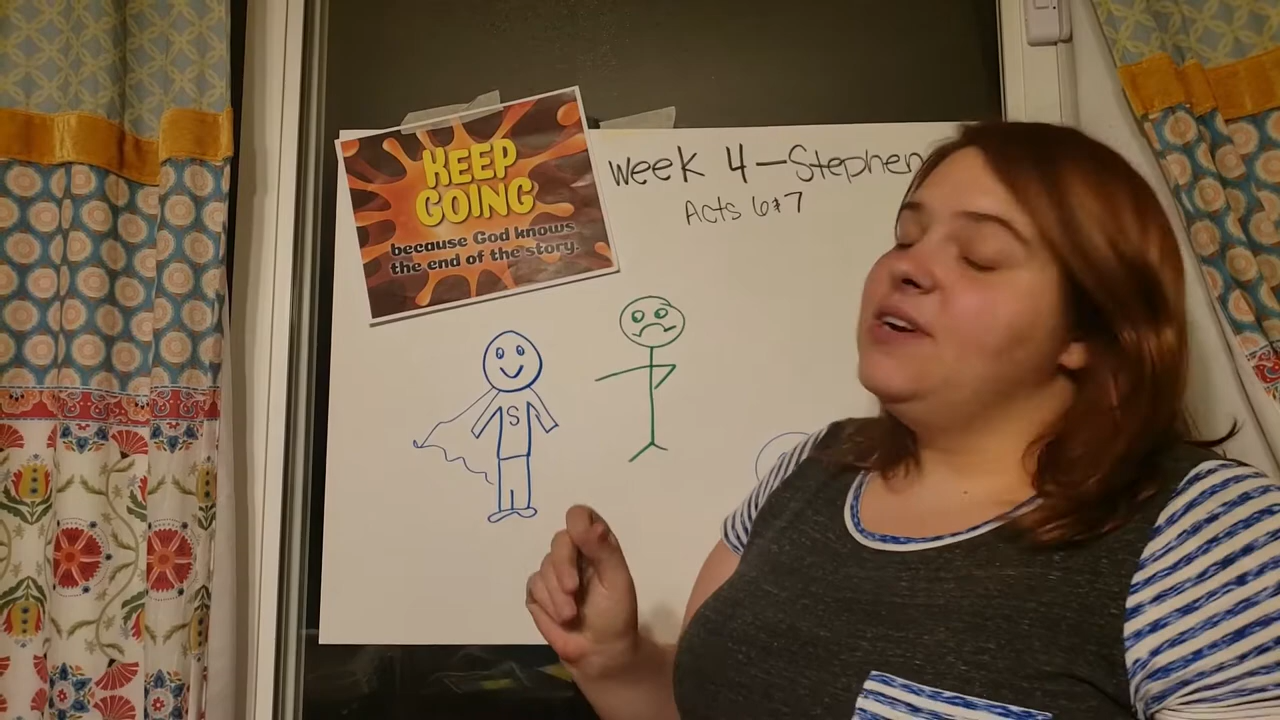 KEEP
GOING
because God knows
the end of the story.
Week 4-Stephen
Acts 6&7
S